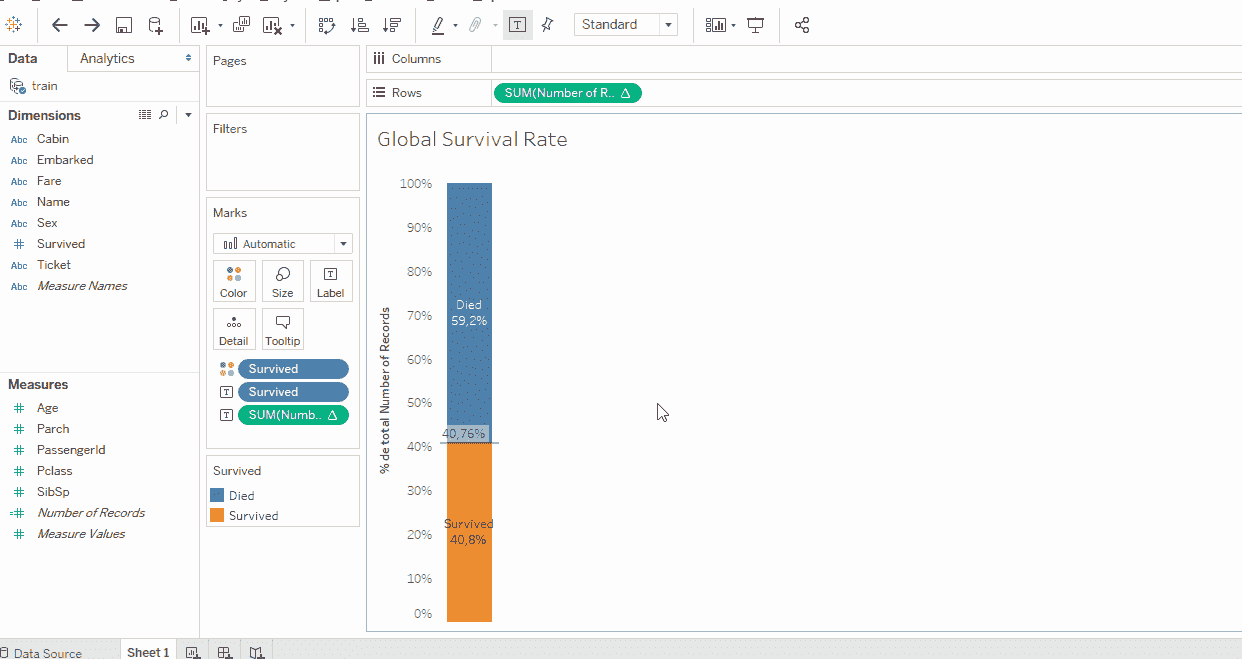 Standard
Data
Analytics
train
Dimensions
Abc Cabin
Abc Embarked
Abc Fare
Abc Name
Abc Sex
Survived
Abc Ticket
Abc Measure Names
Measures
Age
Parch
PassengerId
Pclass
SibSp
Number of Records
Measure Values
Pages
Filters
Marks
Automatic
Color Size T Label
Detail Tooltip
Survived
T Survived
T SUM(Numb.. △
Survived
Died
Survived
Columns
Rows SUM(Number of R.. △
Global Survival Rate
% de total Number of Records
100%
90%
80%
70%
60%
50%
40%
30%
20%
10%
0%
Died
59,2%
40,76%
Survived
40,8%
Data Source
Sheet 1